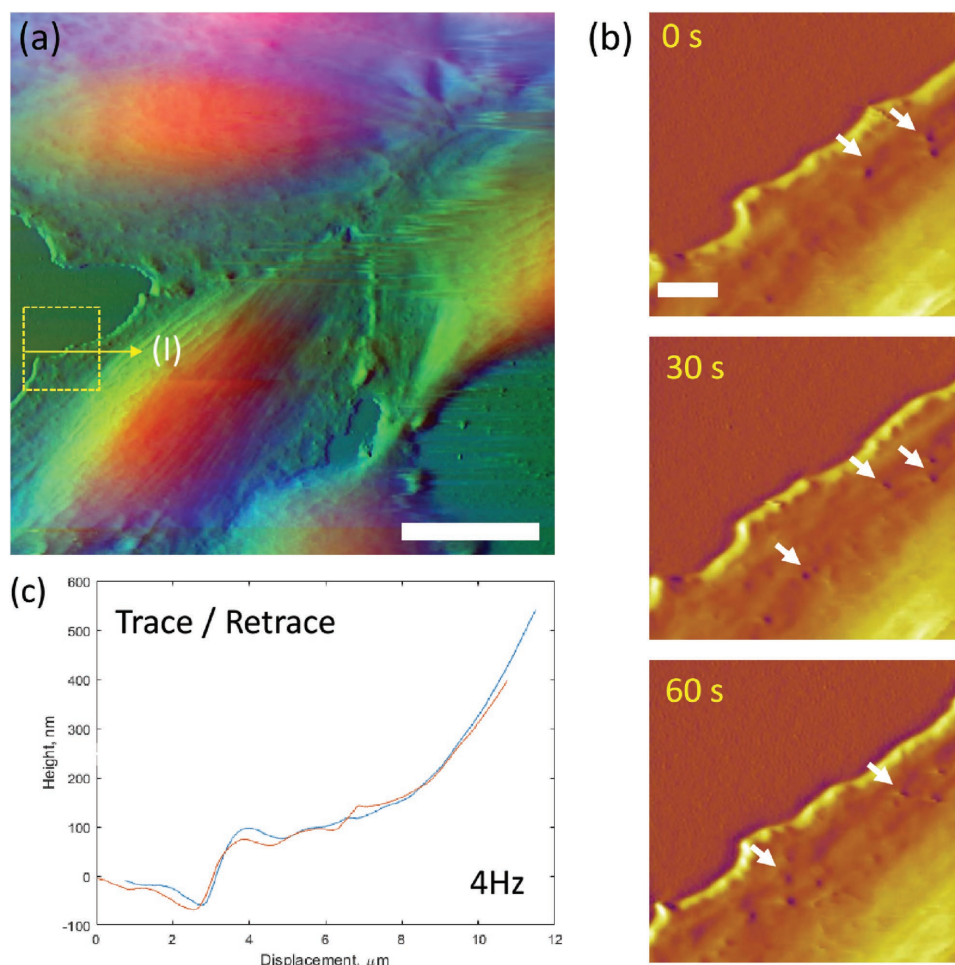 (a)
(I)
(b)
0 s
30 s
60 s
(c)
Trace / Retrace
4Hz
Height, nm
600
500
400
300
200
100
0
-100
0 2 4 6 8 10 12
Displacement, μm